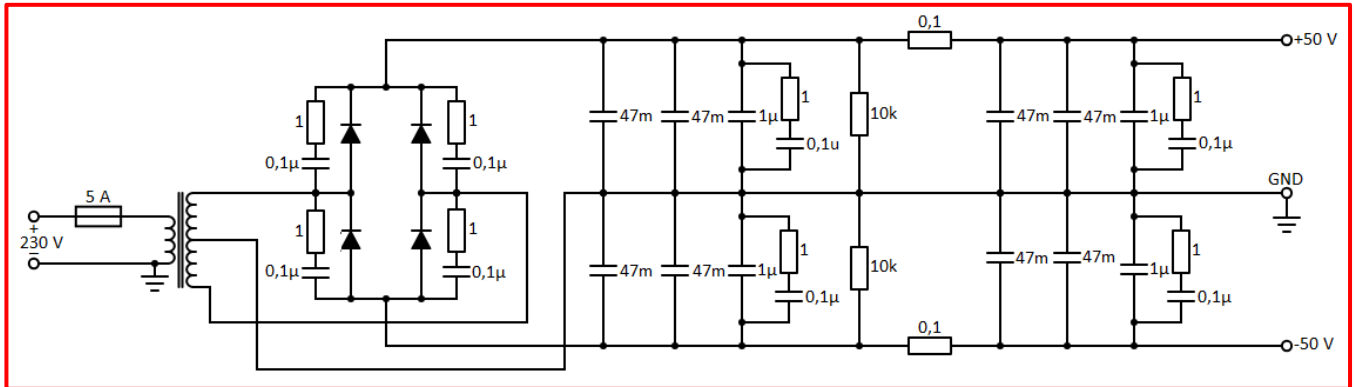 0,1
+50 V
1
1
47m
47m
1µ
1
0,1u
10k
47m
47m
1µ
1
0,1µ
0,1µ
0,1µ
5 A
GND
+
230 V
–
1
1
0,1µ
0,1µ
47m
47m
1µ
1
0,1µ
10k
47m
47m
1µ
1
0,1µ
0,1
-50 V